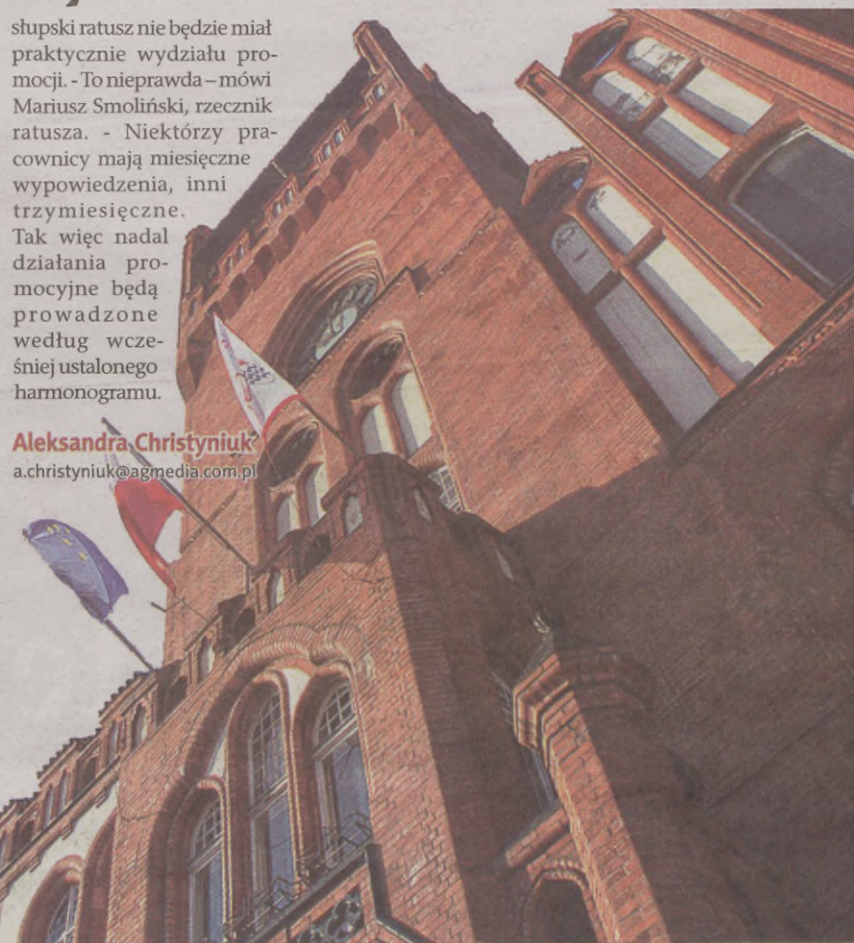 słupski ratusz nie będzie miał
praktycznie wydziału pro-
mocji. - To nieprawda – mówi
Mariusz Smoliński, rzecznik
ratusza. - Niektórzy pra-
cownicy mają miesięczne
wypowiedzenia, inni
trzymiesięczne.
Tak więc nadal
działania pro-
mocyjne będą
prowadzone
według wcze-
śniej ustalonego
harmonogramu.
Aleksandra Christyniuk
a.christyniuk@agmedia.com.pl